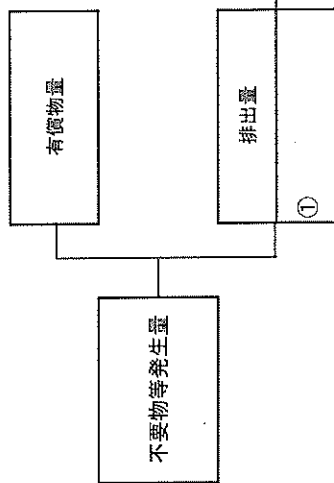 不要物等発生量
有償物量
排出量
①